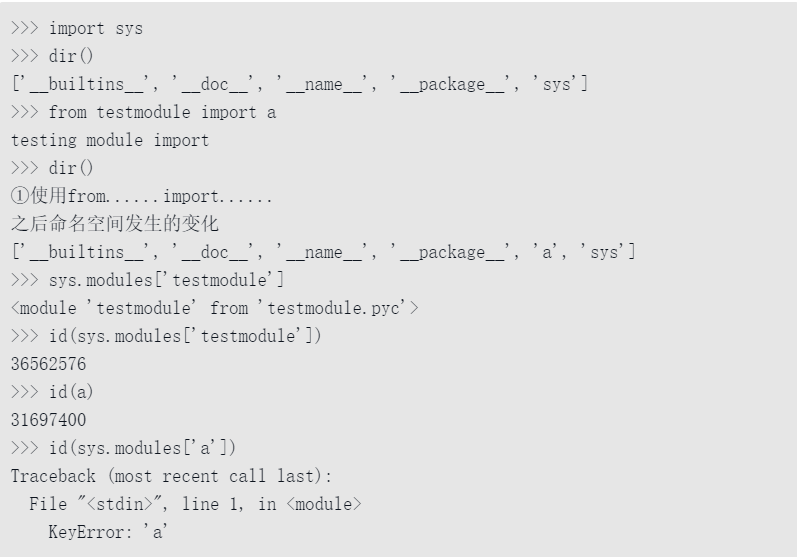 >>> import sys
>>> dir()
['__builtins__', '__doc__', '__name__', '__package__', 'sys']
>>> from testmodule import a
testing module import
>>> dir()
①使用from......import......
之后命名空间发生的变化
['__builtins__', '__doc__', '__name__', '__package__', 'a', 'sys']
>>> sys.modules['testmodule']
<module 'testmodule' from 'testmodule.pyc'>
>>> id(sys.modules['testmodule'])
36562576
>>> id(a)
31697400
>>> id(sys.modules['a'])
Traceback (most recent call last):
  File "<stdin>", line 1, in <module>
    KeyError: 'a'